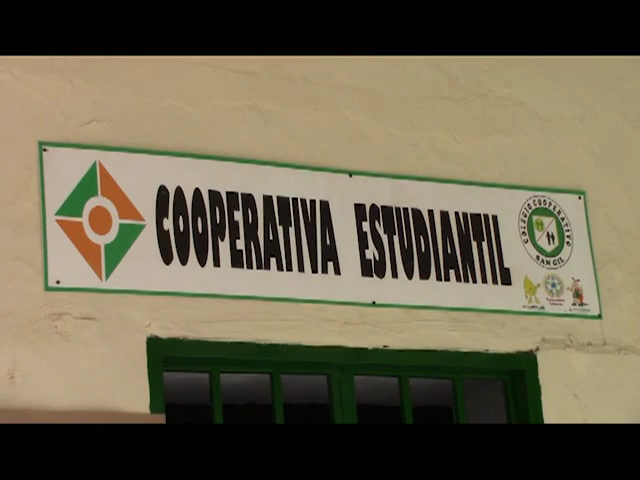 COOPERATIVA ESTUDIANTIL
COLEGIO COOPERATIVO
SAN GIL